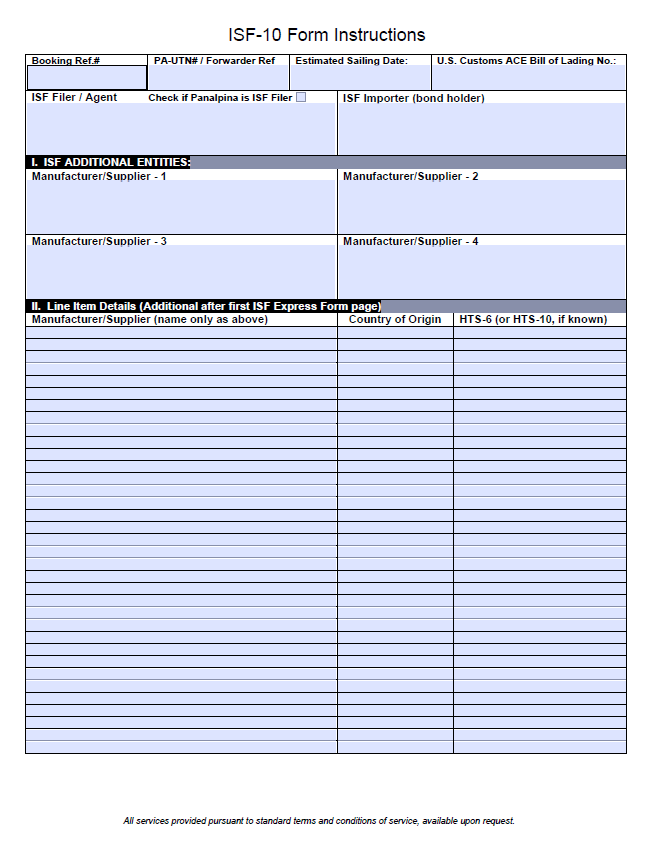 ISF-10 Form Instructions
Booking Ref.# PA-UTN# / Forwarder Ref Estimated Sailing Date: U.S. Customs ACE Bill of Lading No.:
ISF Filer / Agent Check if Panalpina is ISF Filer ISF Importer (bond holder)
I. ISF ADDITIONAL ENTITIES:
Manufacturer/Supplier - 1 Manufacturer/Supplier - 2
Manufacturer/Supplier - 3 Manufacturer/Supplier - 4
II. Line Item Details (Additional after first ISF Express Form page)
Manufacturer/Supplier (name only as above) Country of Origin HTS-6 (or HTS-10, if known)
All services provided pursuant to standard terms and conditions of service, available upon request.